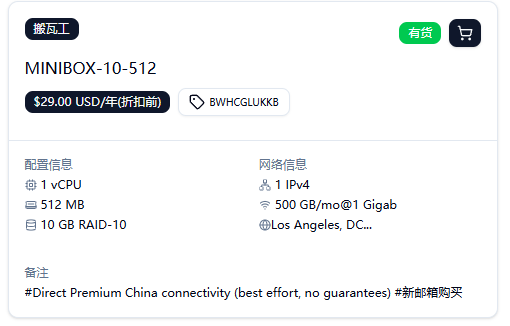 搬瓦工
有货
MINIBOX-10-512
$29.00 USD/年(折扣前)
BWHCGLUKKB
配置信息
1 vCPU
512 MB
10 GB RAID-10
网络信息
1 IPv4
500 GB/mo@1 Gigab
Los Angeles, DC...
备注
#Direct Premium China connectivity (best effort, no guarantees) #新邮箱购买